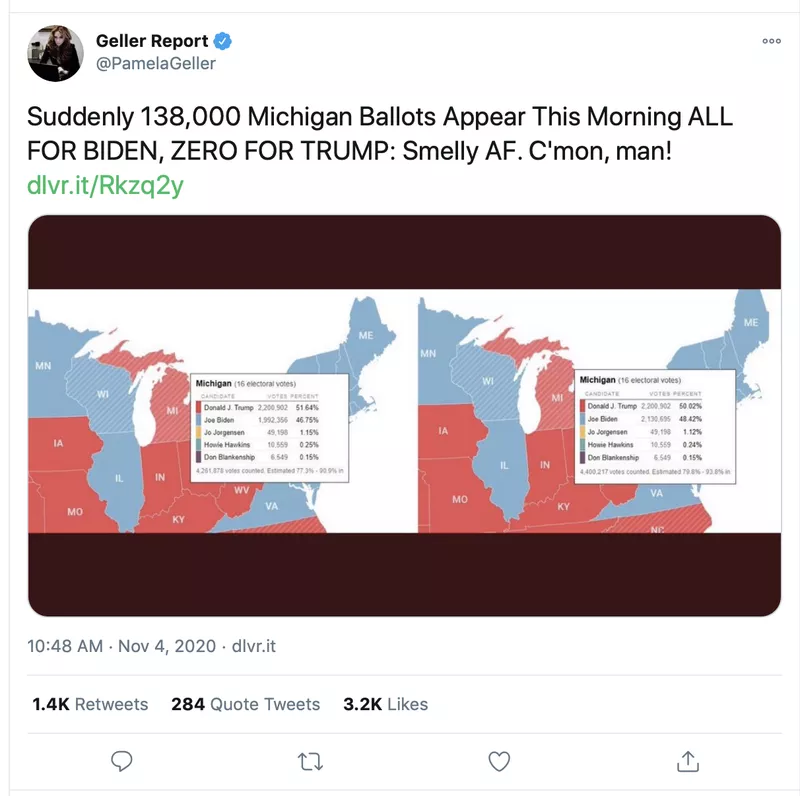 Geller Report
@PamelaGeller
Suddenly 138,000 Michigan Ballots Appear This Morning ALL
FOR BIDEN, ZERO FOR TRUMP: Smelly AF. C'mon, man!
dlvr.it/Rkzq2y
MN
WI
MI
ME
IA
IL
IN
MO
KY
WV
VA
Michigan (16 electoral votes)
CANDIDATE VOTES PERCENT
Donald J. Trump 2,200,902 51.64%
Joe Biden 1,992,356 46.75%
Jo Jorgensen 49,198 1.15%
Howie Hawkins 10,559 0.25%
Don Blankenship 6,549 0.15%
4,261,878 votes counted. Estimated 77.3% - 90.9% in
MN
WI
MI
ME
IA
IL
IN
MO
KY
VA
NC
Michigan (16 electoral votes)
CANDIDATE VOTES PERCENT
Donald J. Trump 2,200,902 50.02%
Joe Biden 2,130,695 48.42%
Jo Jorgensen 49,198 1.12%
Howie Hawkins 10,559 0.24%
Don Blankenship 6,549 0.15%
4,400,217 votes counted. Estimated 79.8% - 93.8% in
10:48 AM · Nov 4, 2020 · dlvr.it
1.4K Retweets 284 Quote Tweets 3.2K Likes